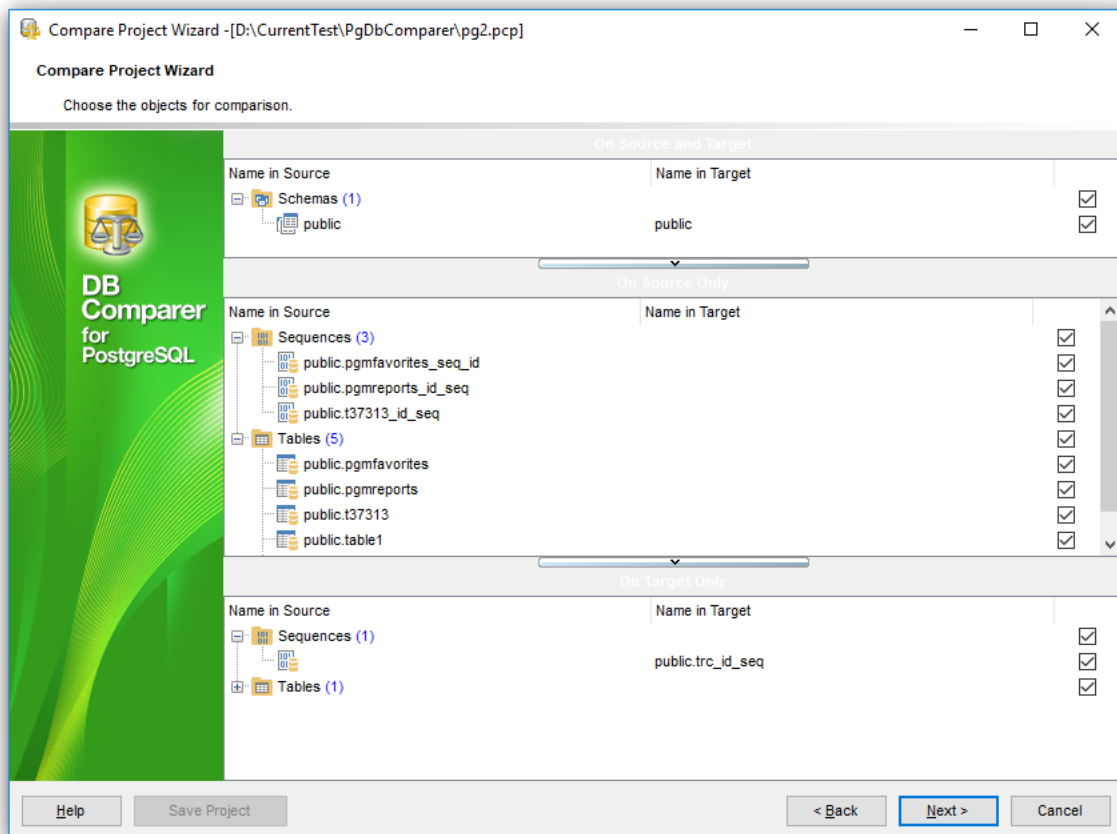 Compare Project Wizard -[D:\CurrentTest\PgDbComparer\pg2.pcp]
Compare Project Wizard
Choose the objects for comparison.
DB
Comparer
for
PostgreSQL
On Source and Target
Name in Source Name in Target
Schemas (1)
public public
On Source Only
Name in Source Name in Target
Sequences (3)
public.pgmfavorites_seq_id
public.pgmreports_id_seq
public.t37313_id_seq
Tables (5)
public.pgmfavorites
public.pgmreports
public.t37313
public.table1
On Target Only
Name in Source Name in Target
Sequences (1)
public.trc_id_seq
Tables (1)
Help Save Project < Back Next > Cancel